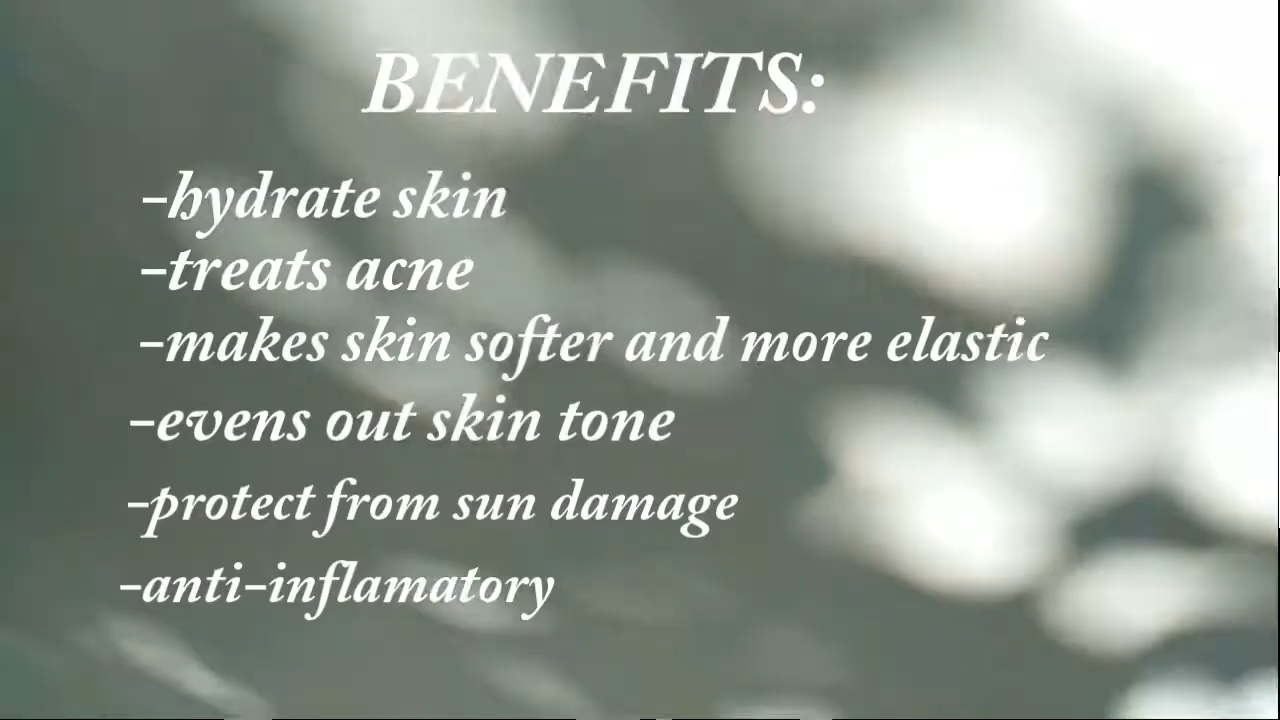 BENEFITS:
-hydrate skin
-treats acne
-makes skin softer and more elastic
-evens out skin tone
-protect from sun damage
-anti-inflamatory